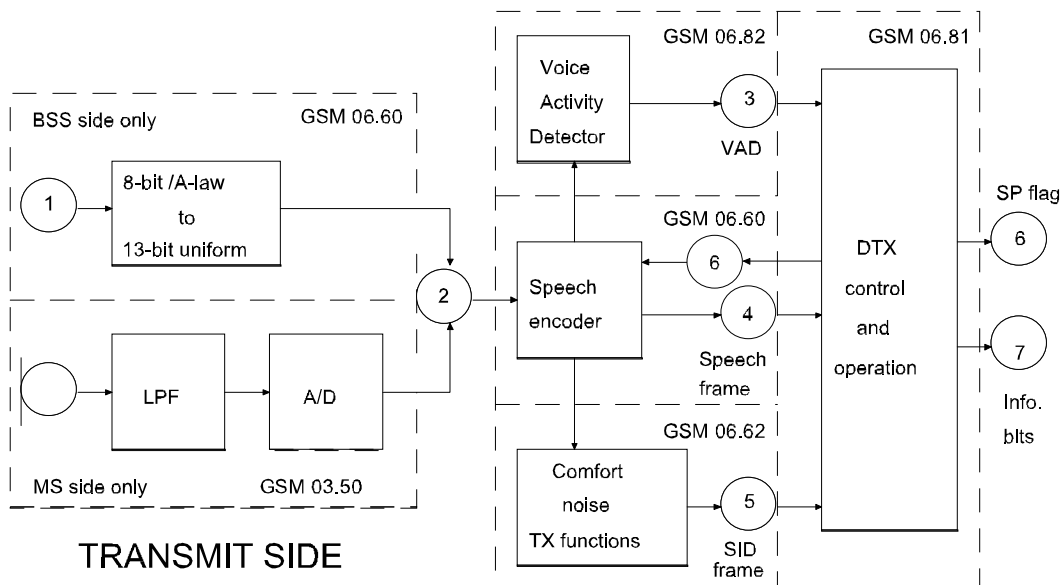 GSM 06.82
GSM 06.81
Voice
Activity
Detector
3
VAD
BSS side only
GSM 06.60
1
8-bit /A-law
to
13-bit uniform
2
GSM 06.60
Speech
encoder
6
4
Speech
frame
DTX
control
and
operation
SP flag
6
7
Info.
blts
LPF
A/D
MS side only
GSM 03.50
GSM 06.62
Comfort
noise
TX functions
5
SID
frame
TRANSMIT SIDE